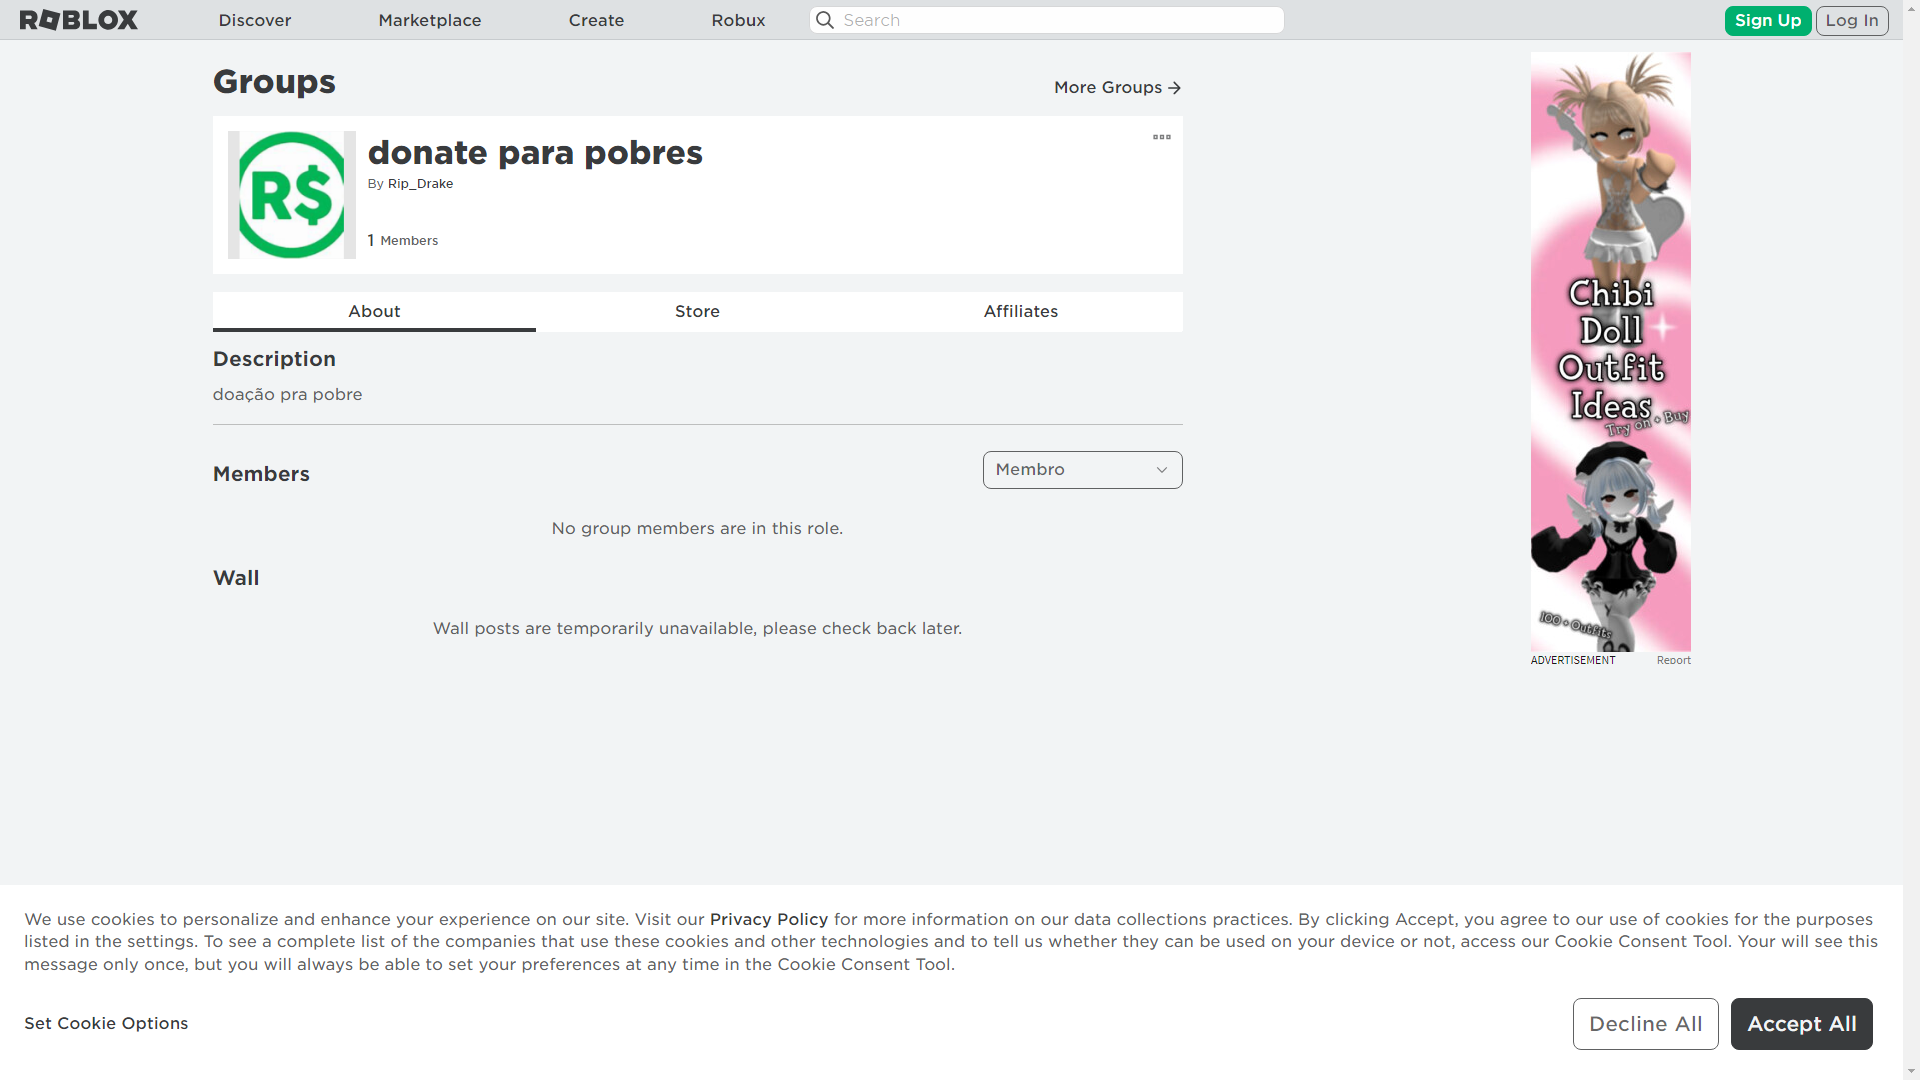 ROBLOX
Discover
Marketplace
Create
Robux
Search
Sign Up
Log In
Groups
More Groups
R$
donate para pobres
By Rip_Drake
1 Members
About
Store
Affiliates
Description
doação pra pobre
Members
Membro
No group members are in this role.
Wall
Wall posts are temporarily unavailable, please check back later.
Chibi
Doll
Outfit
Ideas
Try on + Buy
100 + Outfits
ADVERTISEMENT
Report
We use cookies to personalize and enhance your experience on our site. Visit our Privacy Policy for more information on our data collections practices. By clicking Accept, you agree to our use of cookies for the purposes
listed in the settings. To see a complete list of the companies that use these cookies and other technologies and to tell us whether they can be used on your device or not, access our Cookie Consent Tool. Your will see this
message only once, but you will always be able to set your preferences at any time in the Cookie Consent Tool.
Set Cookie Options
Decline All
Accept All